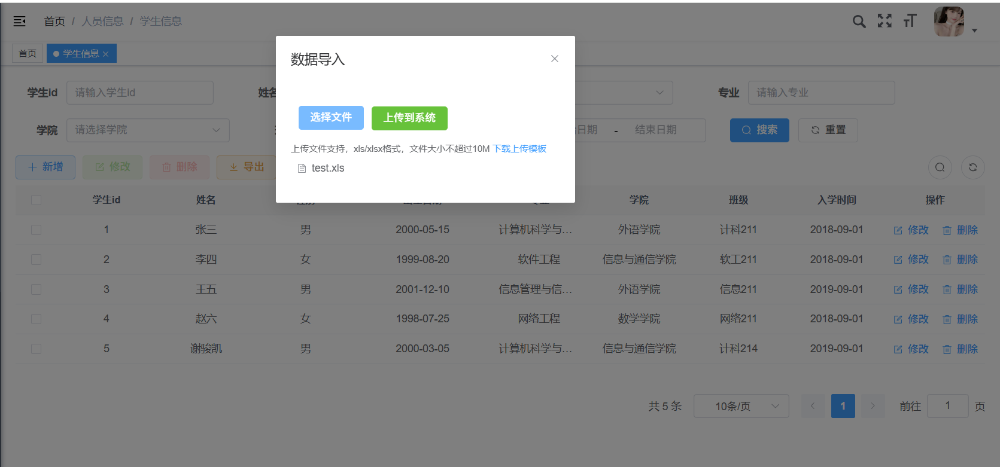 首页 / 人员信息 / 学生信息
首页 学生信息
数据导入
学生id 请输入学生id 姓名 专业 请输入专业
选择文件 上传到系统
学院 请选择学院 日期 - 结束日期 搜索 重置
上传文件支持，xls/xlsx格式，文件大小不超过10M 下载上传模板
新增 修改 删除 导出
test.xls
学生id 姓名 学院 班级 入学时间 操作
1 张三 男 2000-05-15 计算机科学与... 外语学院 计科211 2018-09-01 修改 删除
2 李四 女 1999-08-20 软件工程 信息与通信学院 软工211 2018-09-01 修改 删除
3 王五 男 2001-12-10 信息管理与信... 外语学院 信息211 2019-09-01 修改 删除
4 赵六 女 1998-07-25 网络工程 数学学院 网络211 2018-09-01 修改 删除
5 谢骏凯 男 2000-03-05 计算机科学与... 信息与通信学院 计科214 2019-09-01 修改 删除
共 5 条 10条/页 1 前往 1 页